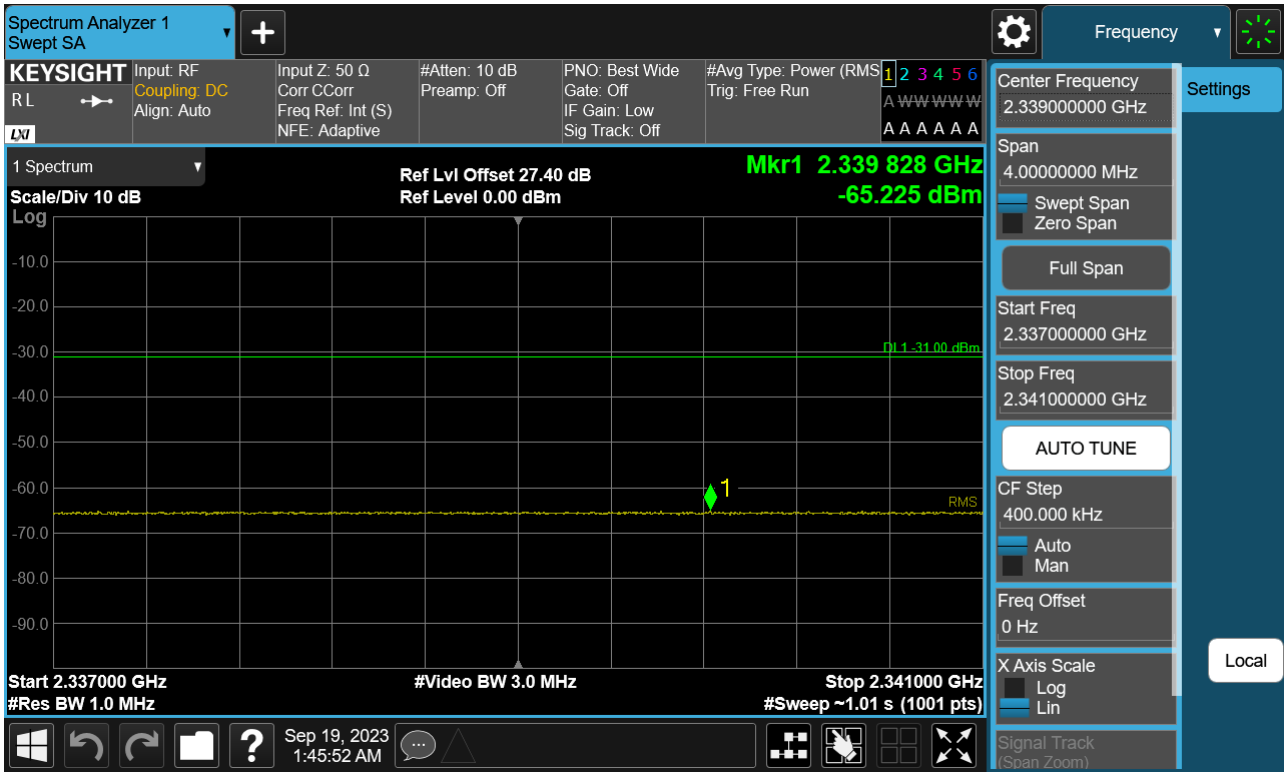 Spectrum Analyzer 1
Swept SA
Frequency
KEYSIGHT
RL
LXI
Input: RF
Coupling: DC
Align: Auto
Input Z: 50 Ω
Corr CCorr
Freq Ref: Int (S)
NFE: Adaptive
#Atten: 10 dB
Preamp: Off
PNO: Best Wide
Gate: Off
IF Gain: Low
Sig Track: Off
#Avg Type: Power (RMS
Trig: Free Run
1 2 3 4 5 6
A W W W W W
A A A A A A
1 Spectrum
Scale/Div 10 dB
Log
Ref Lvl Offset 27.40 dB
Ref Level 0.00 dBm
Mkr1 2.339 828 GHz
-65.225 dBm
-10.0
-20.0
-30.0
DL1 -31.00 dBm
-40.0
-50.0
-60.0
1
RMS
-70.0
-80.0
-90.0
Start 2.337000 GHz
#Video BW 3.0 MHz
Stop 2.341000 GHz
#Res BW 1.0 MHz
#Sweep ~1.01 s (1001 pts)
Center Frequency
2.339000000 GHz
Span
4.00000000 MHz
Swept Span
Zero Span
Full Span
Start Freq
2.337000000 GHz
Stop Freq
2.341000000 GHz
AUTO TUNE
CF Step
400.000 kHz
Auto
Man
Freq Offset
0 Hz
X Axis Scale
Log
Lin
Signal Track
(Span Zoom)
Settings
Local
?
Sep 19, 2023
1:45:52 AM